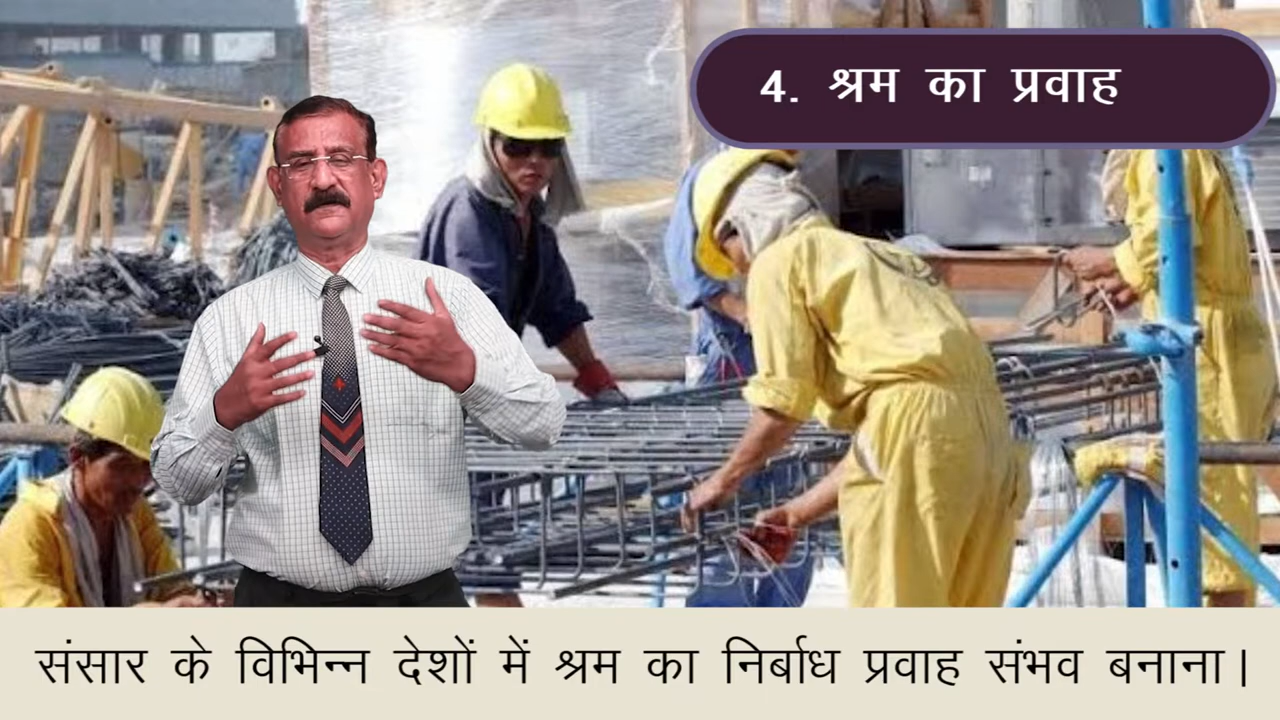 4. श्रम का प्रवाह
संसार के विभिन्न देशों में श्रम का निर्बाध प्रवाह संभव बनाना।